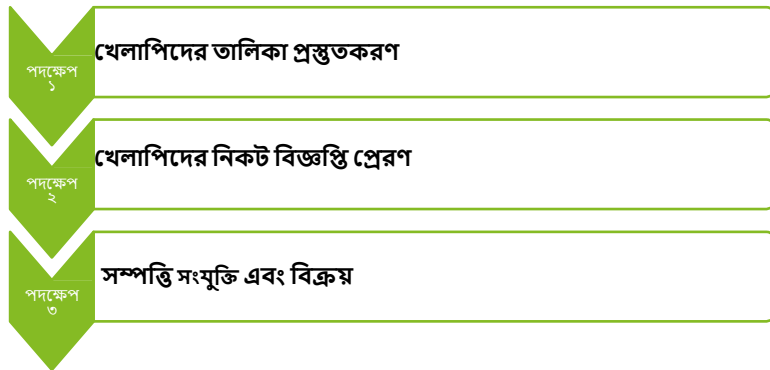 পদক্ষেপ
১
খেলাপিদের তালিকা প্রস্তুতকরণ
পদক্ষেপ
২
খেলাপিদের নিকট বিজ্ঞপ্তি প্রেরণ
পদক্ষেপ
৩
সম্পত্তি সংযুক্তি এবং বিক্রয়